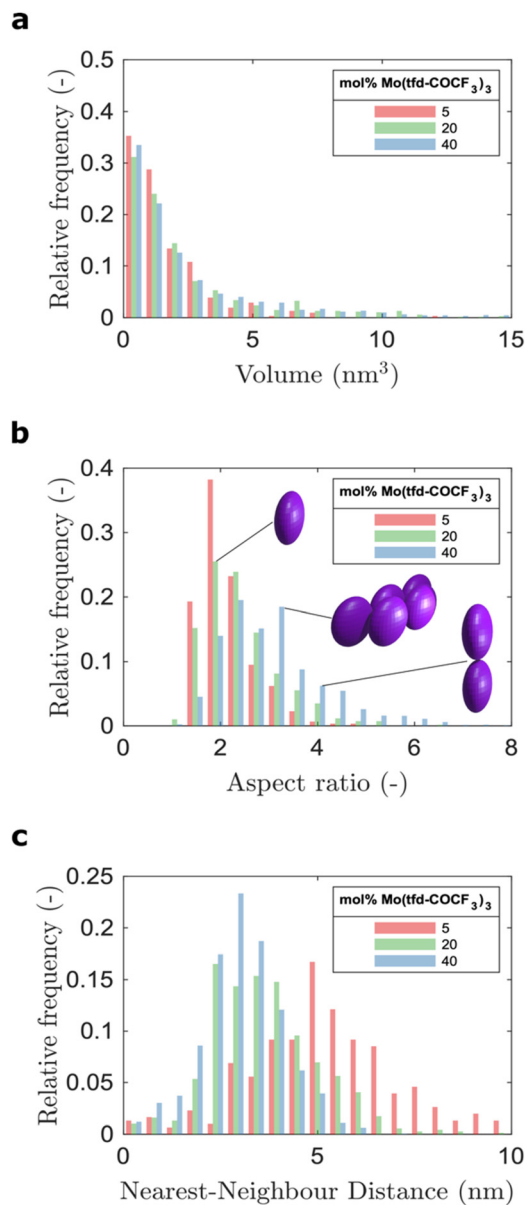 a
Relative frequency (-)
0.5
0.4
0.3
0.2
0.1
0
mol% Mo(tfd-COCF₃)₃
5
20
40
0 5 10 15
Volume (nm³)
b
Relative frequency (-)
0.4
0.3
0.2
0.1
0
mol% Mo(tfd-COCF₃)₃
5
20
40
0 2 4 6 8
Aspect ratio (-)
c
Relative frequency (-)
0.25
0.2
0.15
0.1
0.05
0
mol% Mo(tfd-COCF₃)₃
5
20
40
0 5 10
Nearest-Neighbour Distance (nm)